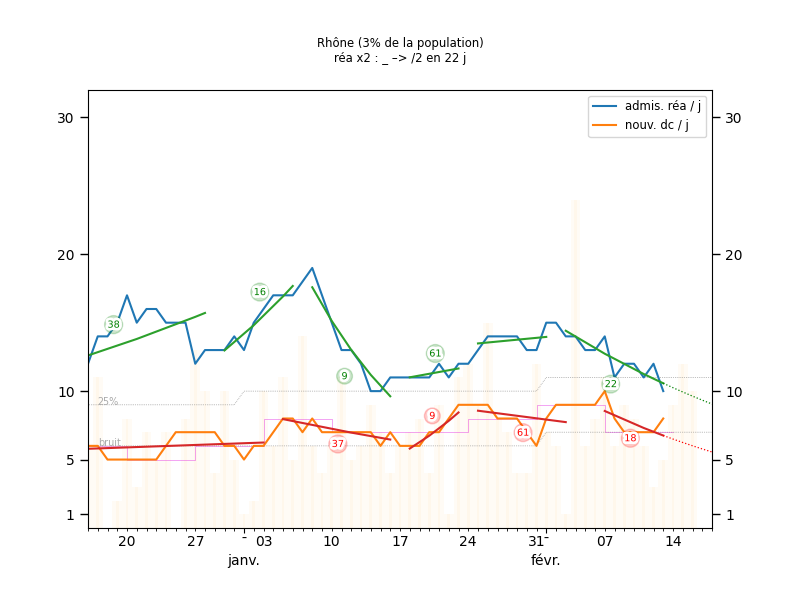 Rhône (3% de la population)
réa x2 : _ –> /2 en 22 j
admis. réa / j
nouv. dc / j
30 30
20 20
10 10
5 5
1 1
38
16
9
61
22
9
37
61
18
25%
bruit
20 27 - 03 10 17 24 31- 07 14
janv. févr.